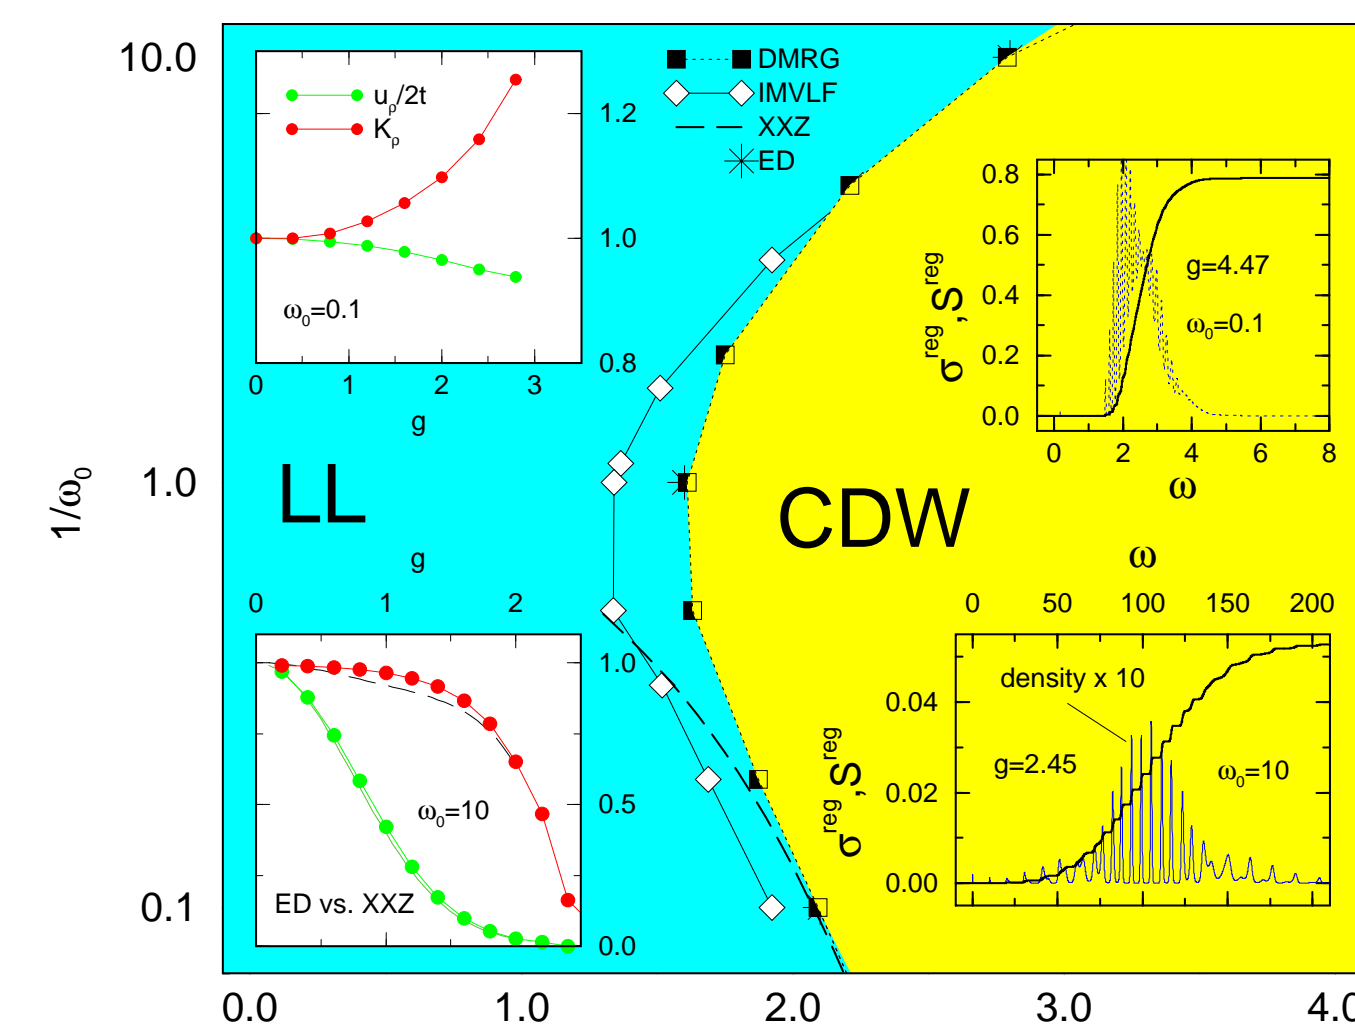 10.0
1.0
0.1
1/ω₀
0.0
1.0
2.0
3.0
4.0
DMRG
IMVLF
XXZ
ED
LL
CDW
uρ/2t
Kρ
ω₀=0.1
1.2
1.0
0.8
0
1
2
3
g
g
0
1
2
1.0
0.5
0.0
ω₀=10
ED vs. XXZ
σ^reg,S^reg
0.8
0.6
0.4
0.2
0.0
g=4.47
ω₀=0.1
0
2
4
6
8
ω
ω
0
50
100
150
200
σ^reg,S^reg
0.04
0.02
0.00
density x 10
g=2.45
ω₀=10